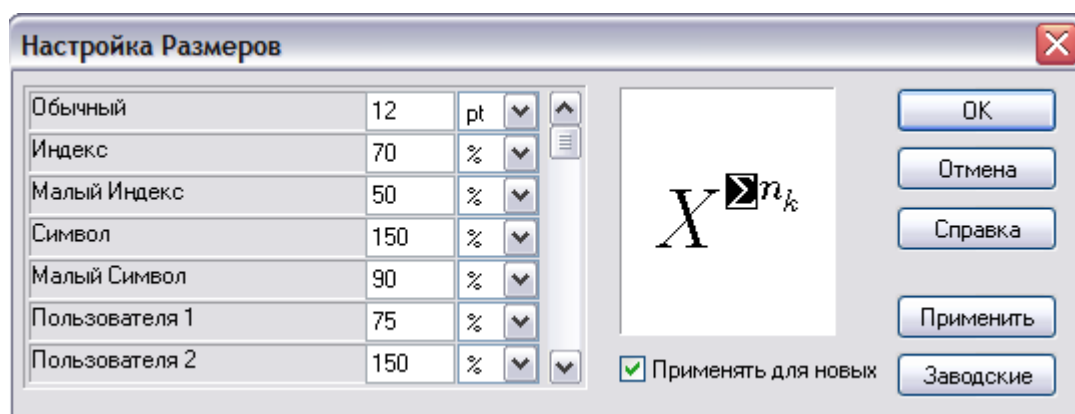 Настройка Размеров
Обычный 12 pt
Индекс 70 %
Малый Индекс 50 %
Символ 150 %
Малый Символ 90 %
Пользователя 1 75 %
Пользователя 2 150 %
X Σ n k
Применять для новых
OK
Отмена
Справка
Применить
Заводские